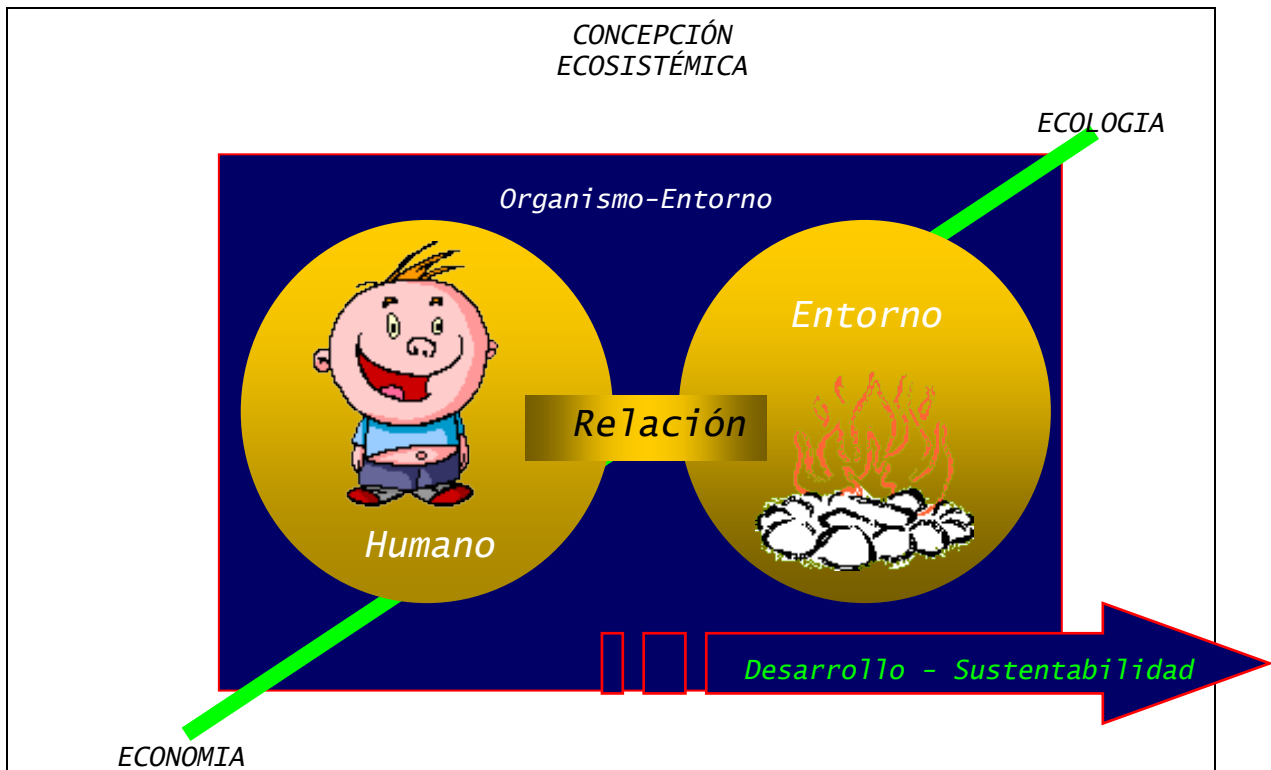 CONCEPCIÓN
ECOSISTÉMICA
ECOLOGIA
Organismo-Entorno
Entorno
Relación
Humano
Desarrollo - Sustentabilidad
ECONOMIA